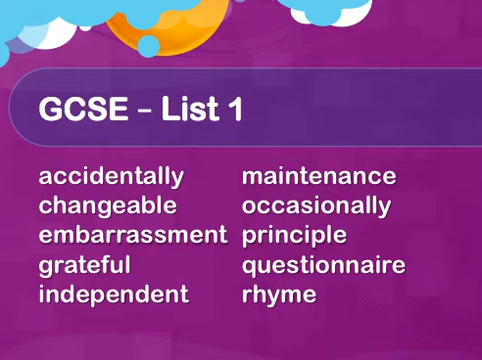 GCSE – List 1
accidentally
changeable
embarrassment
grateful
independent
maintenance
occasionally
principle
questionnaire
rhyme